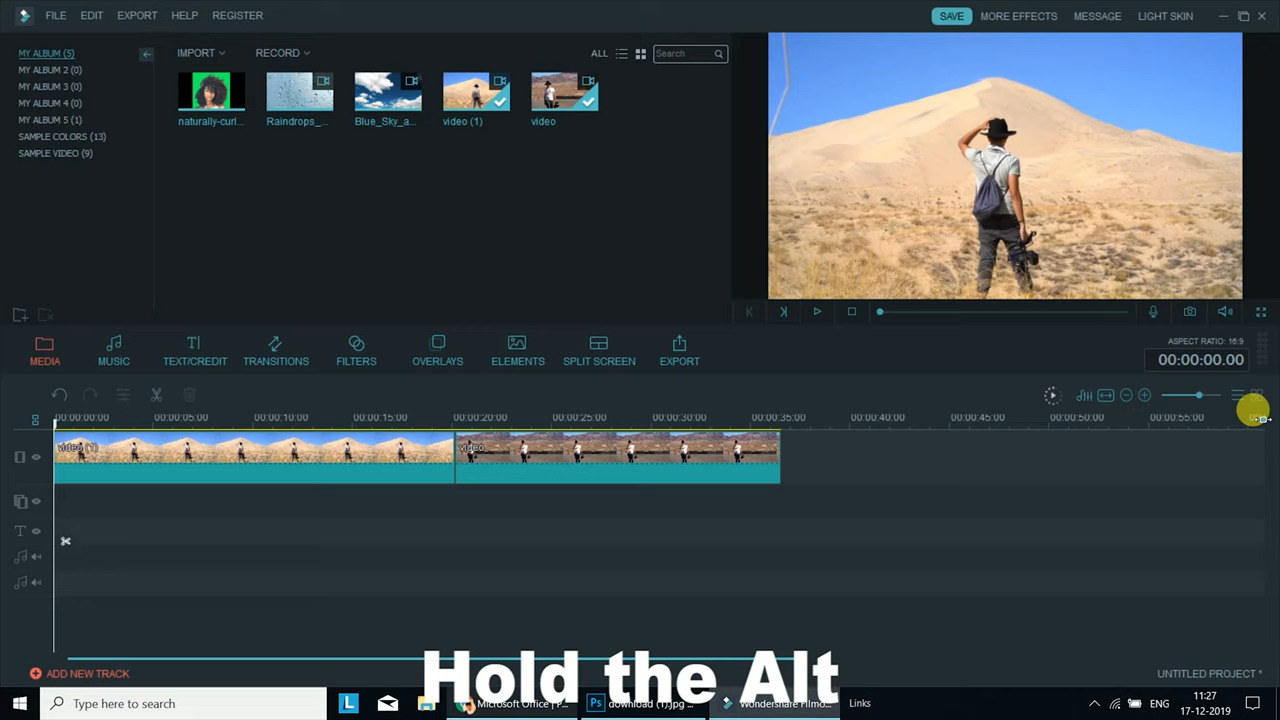 FILE EDIT EXPORT HELP REGISTER
SAVE MORE EFFECTS MESSAGE LIGHT SKIN
MY ALBUM (5)
MY ALBUM 2 (0)
MY ALBUM 3 (0)
MY ALBUM 4 (0)
MY ALBUM 5 (1)
SAMPLE COLORS (13)
SAMPLE VIDEO (9)
IMPORT RECORD ALL Search
naturally-curl... Raindrops_... Blue_Sky_a... video (1) video
MEDIA MUSIC TEXT/CREDIT TRANSITIONS FILTERS OVERLAYS ELEMENTS SPLIT SCREEN EXPORT
ASPECT RATIO: 16:9
00:00:00.00
00:00:00:00 00:00:05:00 00:00:10:00 00:00:15:00 00:00:20:00 00:00:25:00 00:00:30:00 00:00:35:00 00:00:40:00 00:00:45:00 00:00:50:00 00:00:55:00
video (1) video
ADD NEW TRACK
UNTITLED PROJECT *
Hold the Alt
Type here to search
L
Microsoft Office | P...
Ps download (1).jpg ...
Wondershare Filmo...
Links
ENG
11:27
17-12-2019